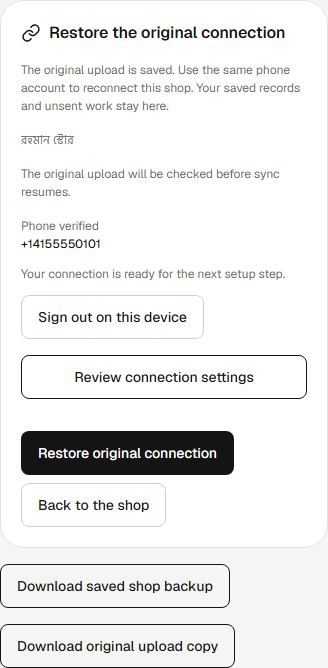 Restore the original connection
The original upload is saved. Use the same phone
account to reconnect this shop. Your saved records
and unsent work stay here.
রহমান স্টোর
The original upload will be checked before sync
resumes.
Phone verified
+14155550101
Your connection is ready for the next setup step.
Sign out on this device
Review connection settings
Restore original connection
Back to the shop
Download saved shop backup
Download original upload copy